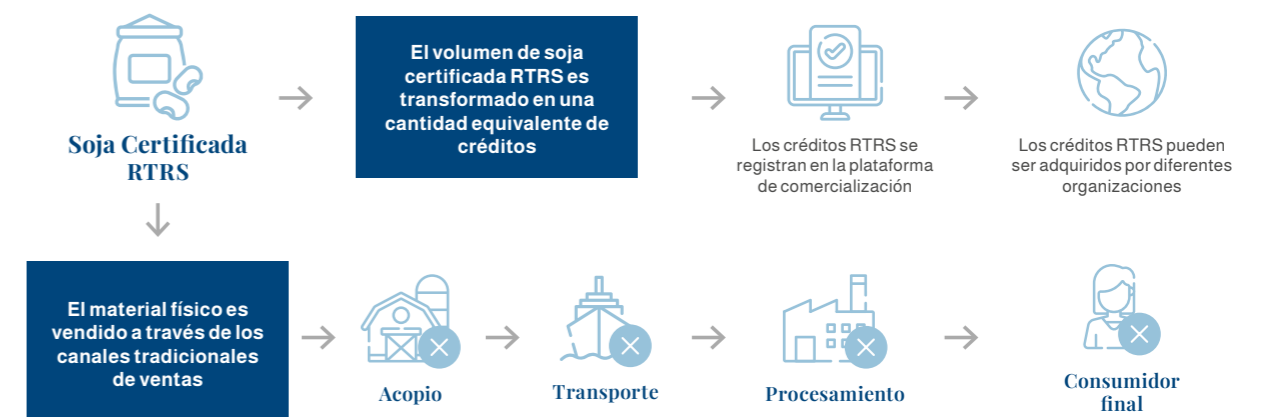 Soja Certificada
RTRS
El volumen de soja
certificada RTRS es
transformado en una
cantidad equivalente de
créditos
Los créditos RTRS se
registran en la plataforma
de comercialización
Los créditos RTRS pueden
ser adquiridos por diferentes
organizaciones
El material físico es
vendido a través de los
canales tradicionales
de ventas
Acopio
Transporte
Procesamiento
Consumidor
final